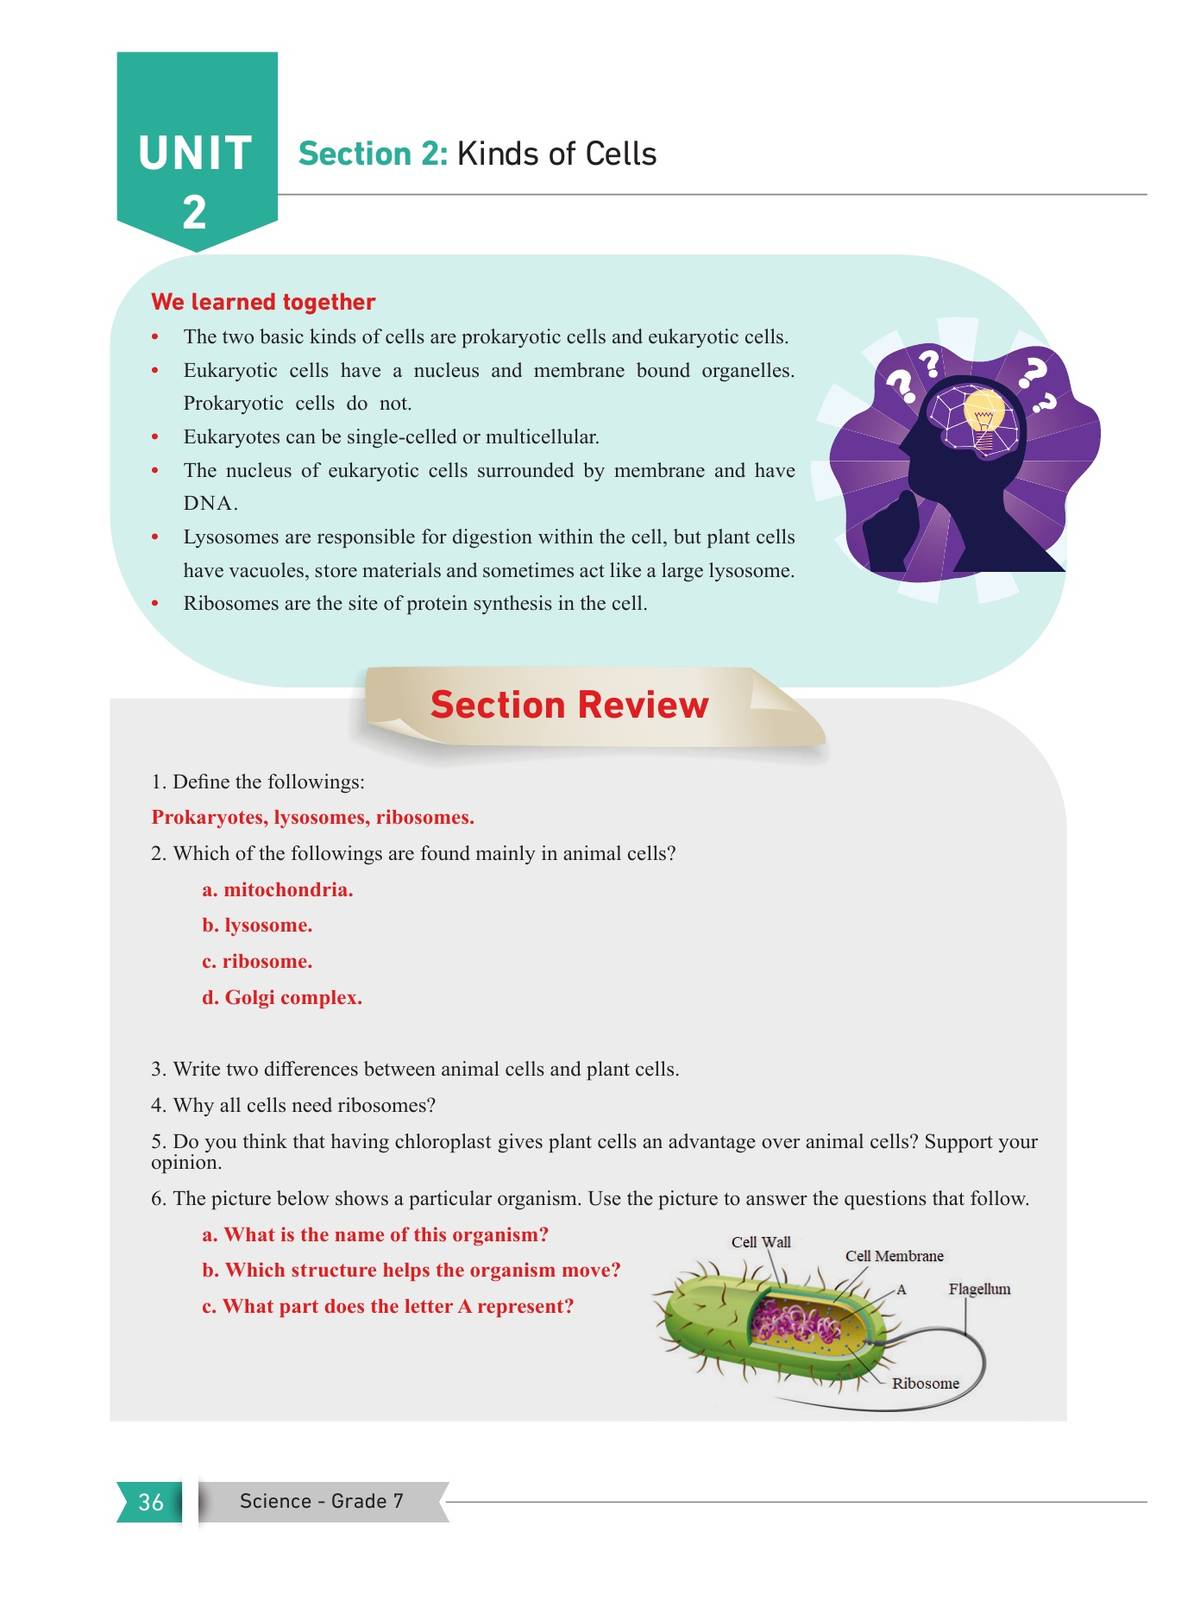 UNIT
2
Section 2: Kinds of Cells
We learned together
• The two basic kinds of cells are prokaryotic cells and eukaryotic cells.
• Eukaryotic cells have a nucleus and membrane bound organelles.
Prokaryotic cells do not.
• Eukaryotes can be single-celled or multicellular.
• The nucleus of eukaryotic cells surrounded by membrane and have
DNA.
• Lysosomes are responsible for digestion within the cell, but plant cells
have vacuoles, store materials and sometimes act like a large lysosome.
• Ribosomes are the site of protein synthesis in the cell.
? ? ? ?
Section Review
1. Define the followings:
Prokaryotes, lysosomes, ribosomes.
2. Which of the followings are found mainly in animal cells?
a. mitochondria.
b. lysosome.
c. ribosome.
d. Golgi complex.
3. Write two differences between animal cells and plant cells.
4. Why all cells need ribosomes?
5. Do you think that having chloroplast gives plant cells an advantage over animal cells? Support your
opinion.
6. The picture below shows a particular organism. Use the picture to answer the questions that follow.
a. What is the name of this organism?
b. Which structure helps the organism move?
c. What part does the letter A represent?
Cell Wall
Cell Membrane
A
Flagellum
Ribosome
36
Science - Grade 7